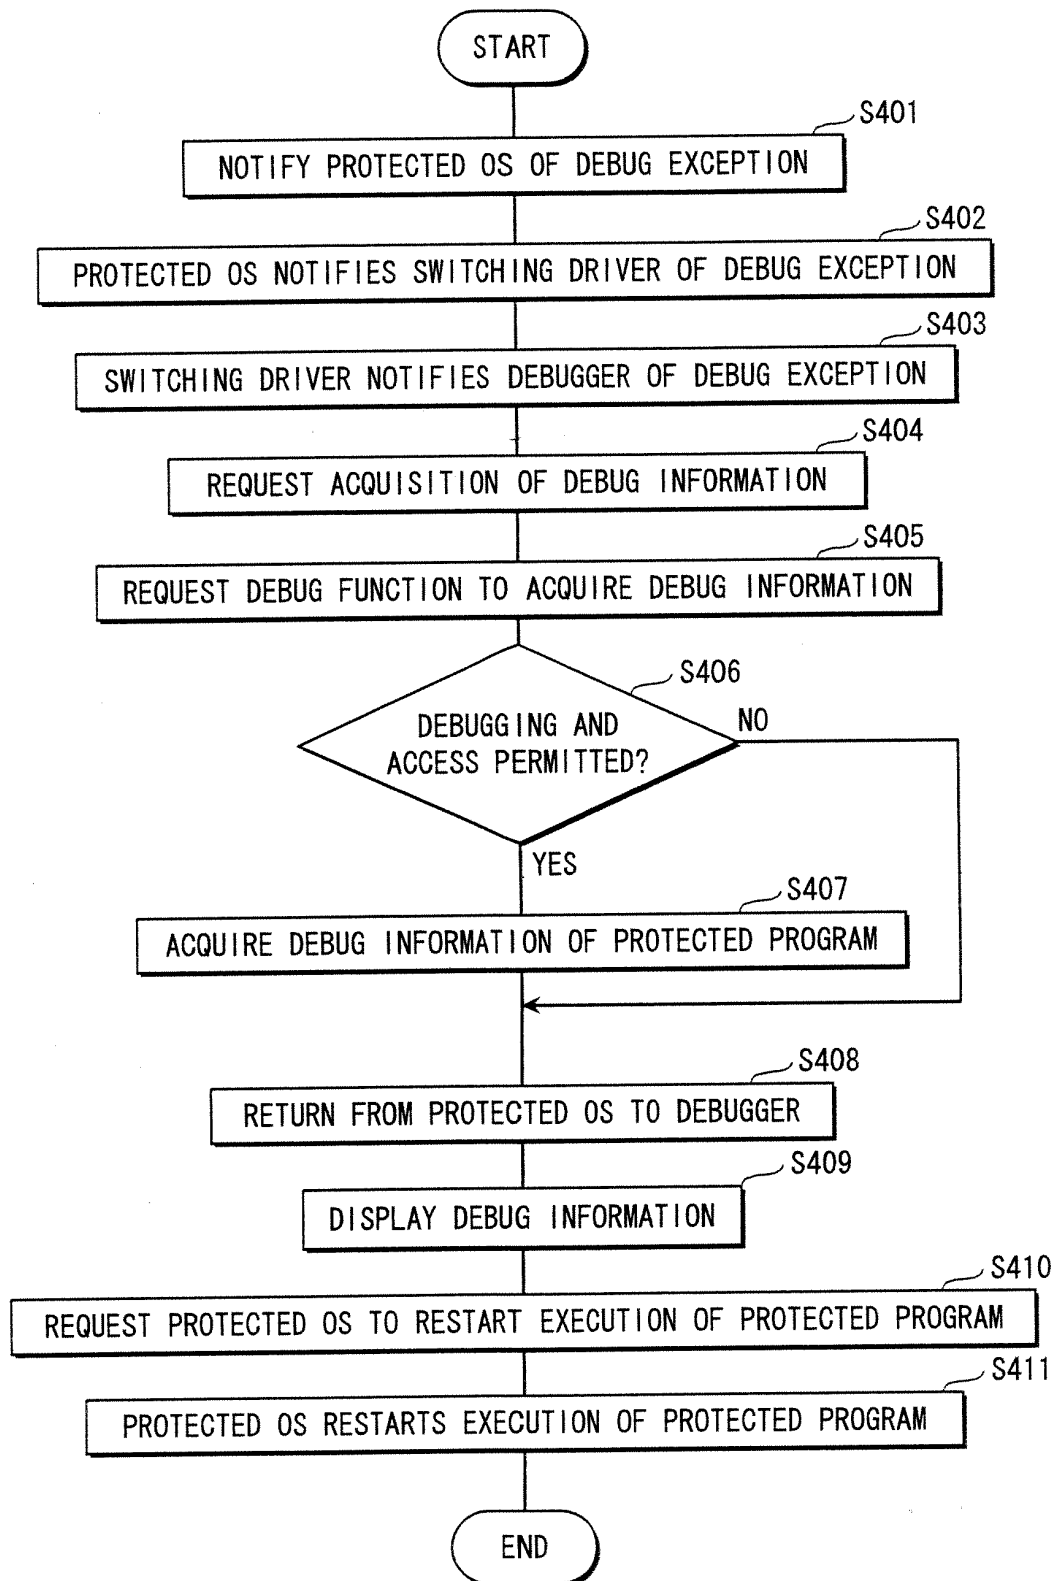 START
S401
NOTIFY PROTECTED OS OF DEBUG EXCEPTION
S402
PROTECTED OS NOTIFIES SWITCHING DRIVER OF DEBUG EXCEPTION
S403
SWITCHING DRIVER NOTIFIES DEBUGGER OF DEBUG EXCEPTION
S404
REQUEST ACQUISITION OF DEBUG INFORMATION
S405
REQUEST DEBUG FUNCTION TO ACQUIRE DEBUG INFORMATION
S406
DEBUGGING AND
ACCESS PERMITTED?
NO
YES
S407
ACQUIRE DEBUG INFORMATION OF PROTECTED PROGRAM
S408
RETURN FROM PROTECTED OS TO DEBUGGER
S409
DISPLAY DEBUG INFORMATION
S410
REQUEST PROTECTED OS TO RESTART EXECUTION OF PROTECTED PROGRAM
S411
PROTECTED OS RESTARTS EXECUTION OF PROTECTED PROGRAM
END